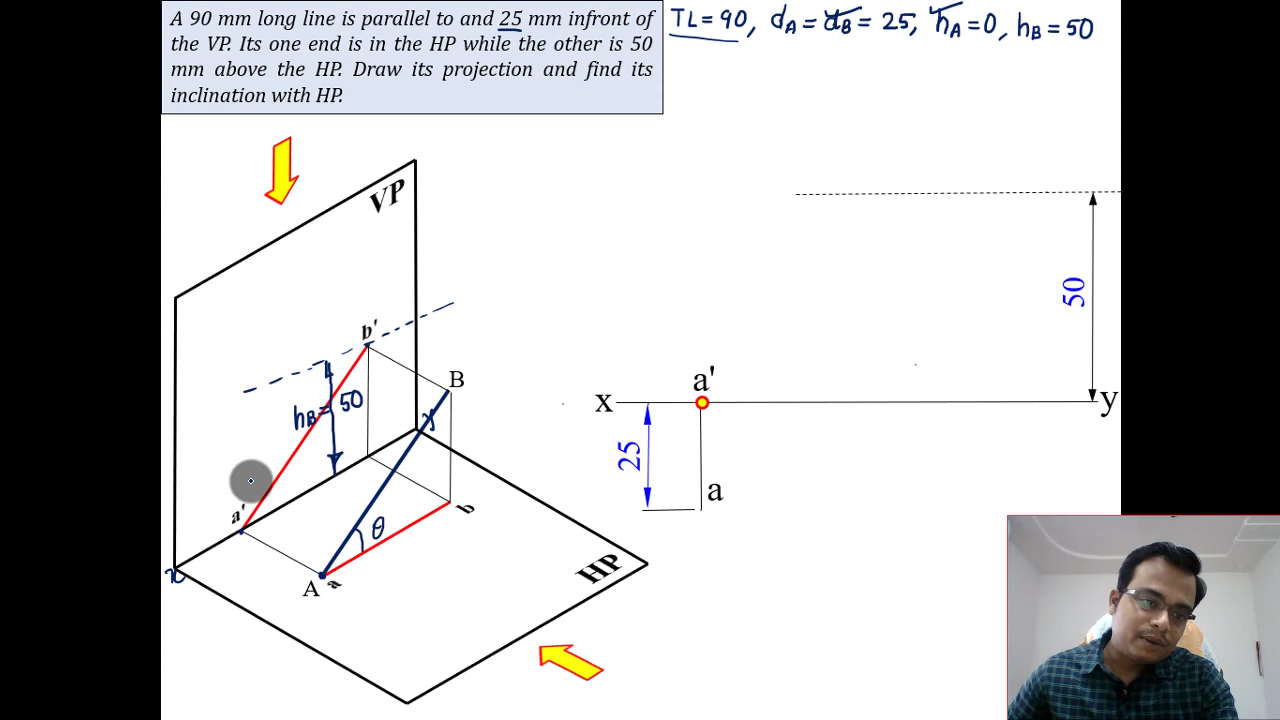 A 90 mm long line is parallel to and 25 mm infront of
the VP. Its one end is in the HP while the other is 50
mm above the HP. Draw its projection and find its
inclination with HP.
TL = 90, dA = dB = 25, hA = 0, hB = 50
VP
b'
B
hB = 50
a'
θ
b
A a
HP
x
50
a'
x y
25
a